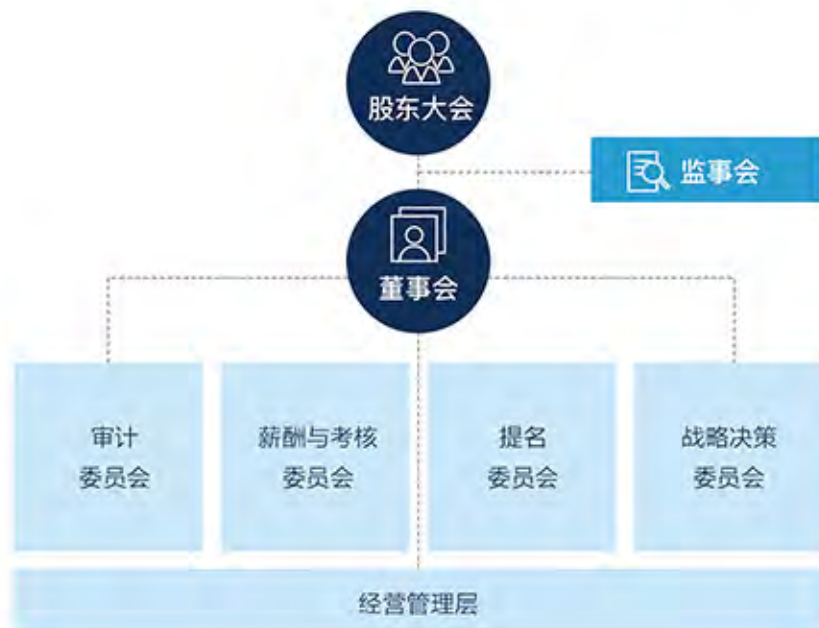 股东大会
监事会
董事会
审计
委员会
薪酬与考核
委员会
提名
委员会
战略决策
委员会
经营管理层